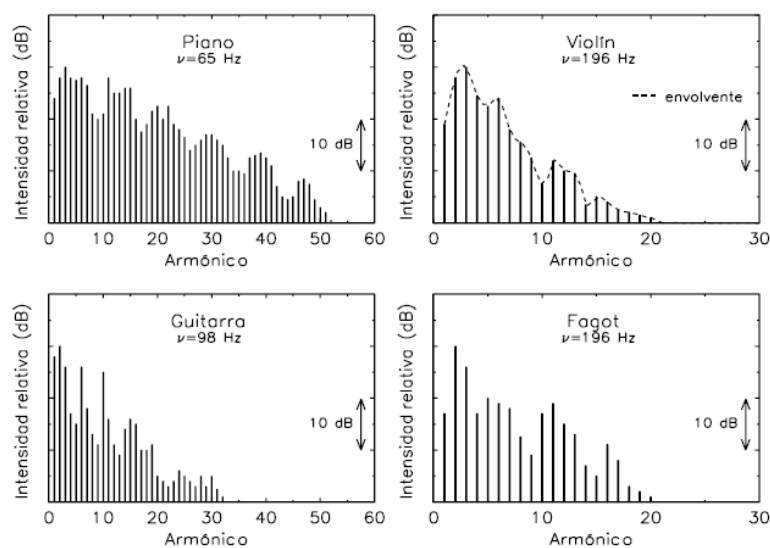 Piano
ν=65 Hz
Intensidad relativa (dB)
10 dB
0 10 20 30 40 50 60
Armónico
Violín
ν=196 Hz
envolvente
Intensidad relativa (dB)
10 dB
0 10 20 30
Armónico
Guitarra
ν=98 Hz
Intensidad relativa (dB)
10 dB
0 10 20 30 40 50 60
Armónico
Fagot
ν=196 Hz
Intensidad relativa (dB)
10 dB
0 10 20 30
Armónico